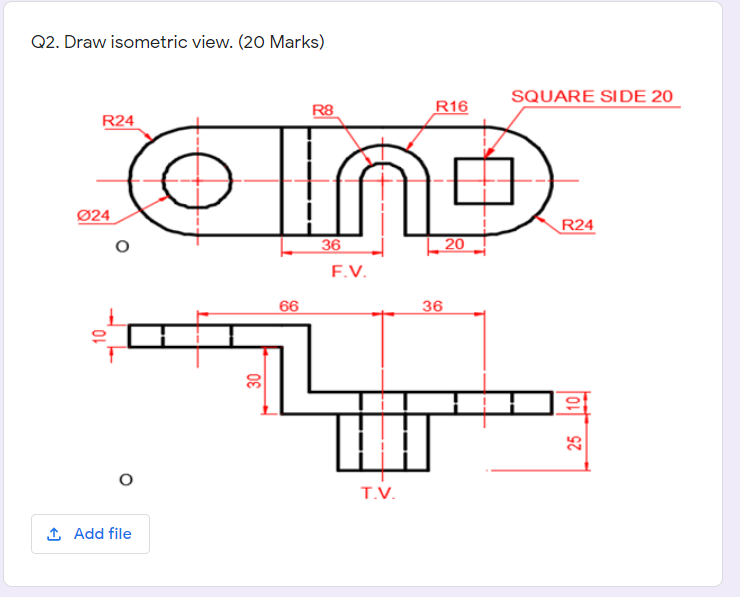 Q2. Draw isometric view. (20 Marks)
SQUARE SIDE 20
R24
R8
R16
Ø24
R24
36
20
F.V.
66
36
10
30
10
25
T.V.
Add file